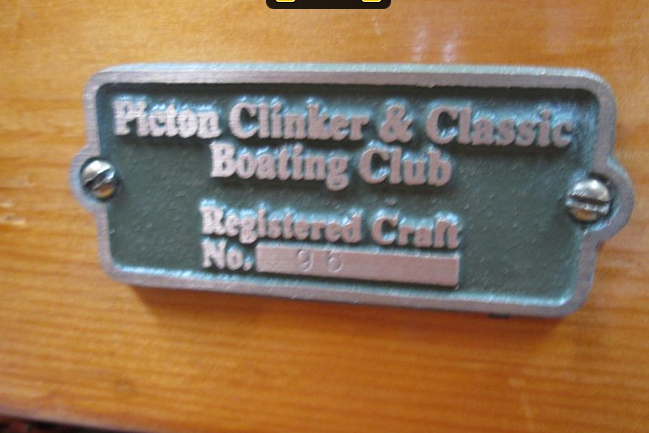 Picton Clinker & Classic
Boating Club
Registered Craft
No.